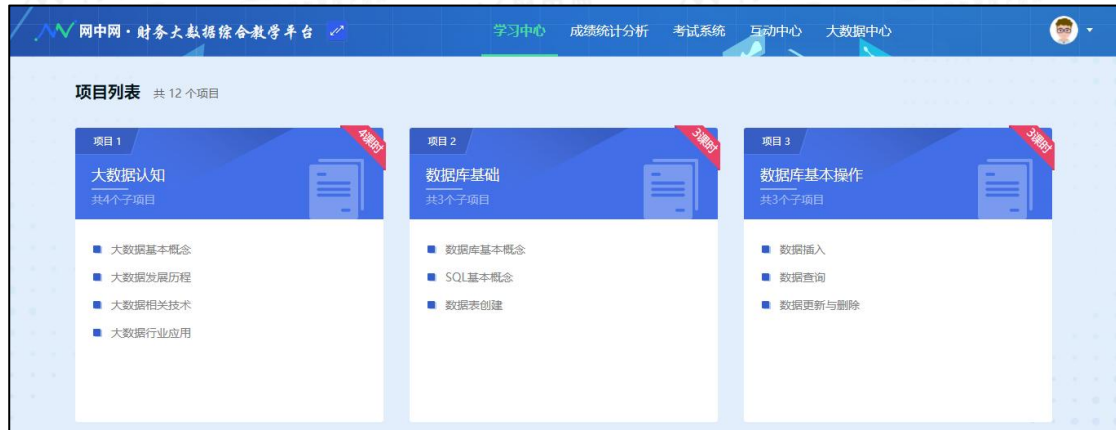 网中网·财务大数据综合教学平台 学习中心 成绩统计分析 考试系统 互动中心 大数据中心
项目列表 共 12 个项目
项目 1 4课时
大数据认知
共4个子项目
大数据基本概念
大数据发展历程
大数据相关技术
大数据行业应用
项目 2 3课时
数据库基础
共3个子项目
数据库基本概念
SQL基本概念
数据表创建
项目 3 3课时
数据库基本操作
共3个子项目
数据插入
数据查询
数据更新与删除